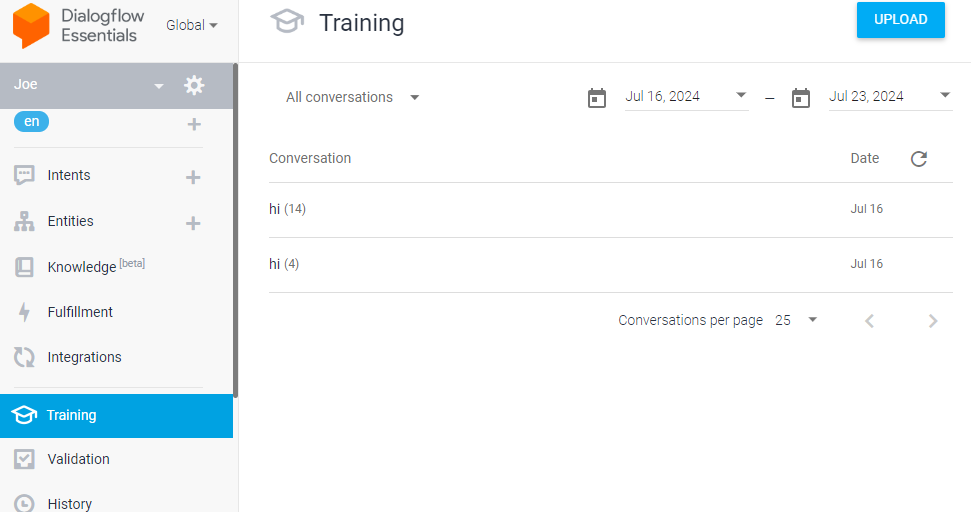 Dialogflow
Essentials
Global
Training
UPLOAD
Joe
en
Intents
Entities
Knowledge [beta]
Fulfillment
Integrations
Training
Validation
History
All conversations
Jul 16, 2024 – Jul 23, 2024
Conversation Date
hi (14) Jul 16
hi (4) Jul 16
Conversations per page 25